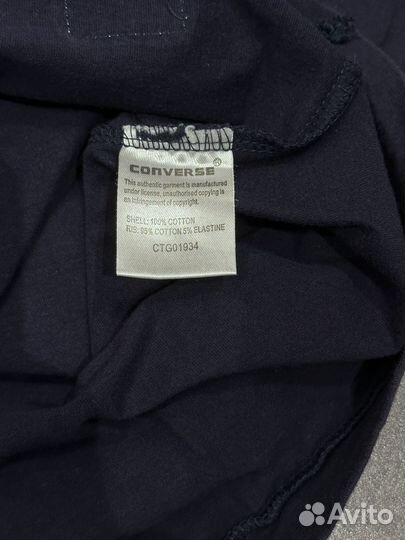 CONVERSE®
This authentic garment is manufactured
under license, unauthorised copying is
an infringement of copyright.
SHELL: 100% COTTON
RIS: 95% COTTON 5% ELASTINE
CTG01934
Avito